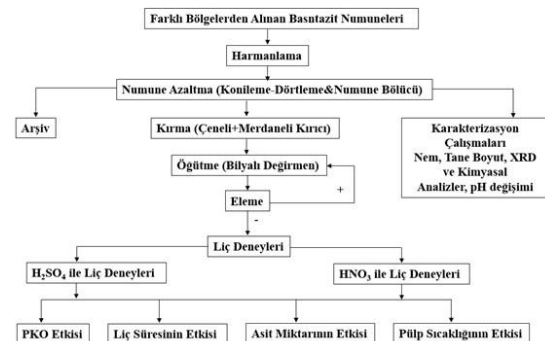 Farklı Bölgelerden Alınan Basıntazit Numuneleri
Harmanlama
Numune Azaltma (Konileme-Dörtleme&Numune Bölücü)
Arşiv
Kırma (Çeneli+Merdaneli Kırıcı)
Karakterizasyon
Çalışmaları
Nem, Tane Boyut, XRD
ve Kimyasal
Analizler, pH değişimi
Öğütme (Bilyalı Değirmen)
+
Eleme
-
Liç Deneyleri
H₂SO₄ ile Liç Deneyleri
HNO₃ ile Liç Deneyleri
PKO Etkisi
Liç Süresinin Etkisi
Asit Miktarının Etkisi
Pülp Sıcaklığının Etkisi